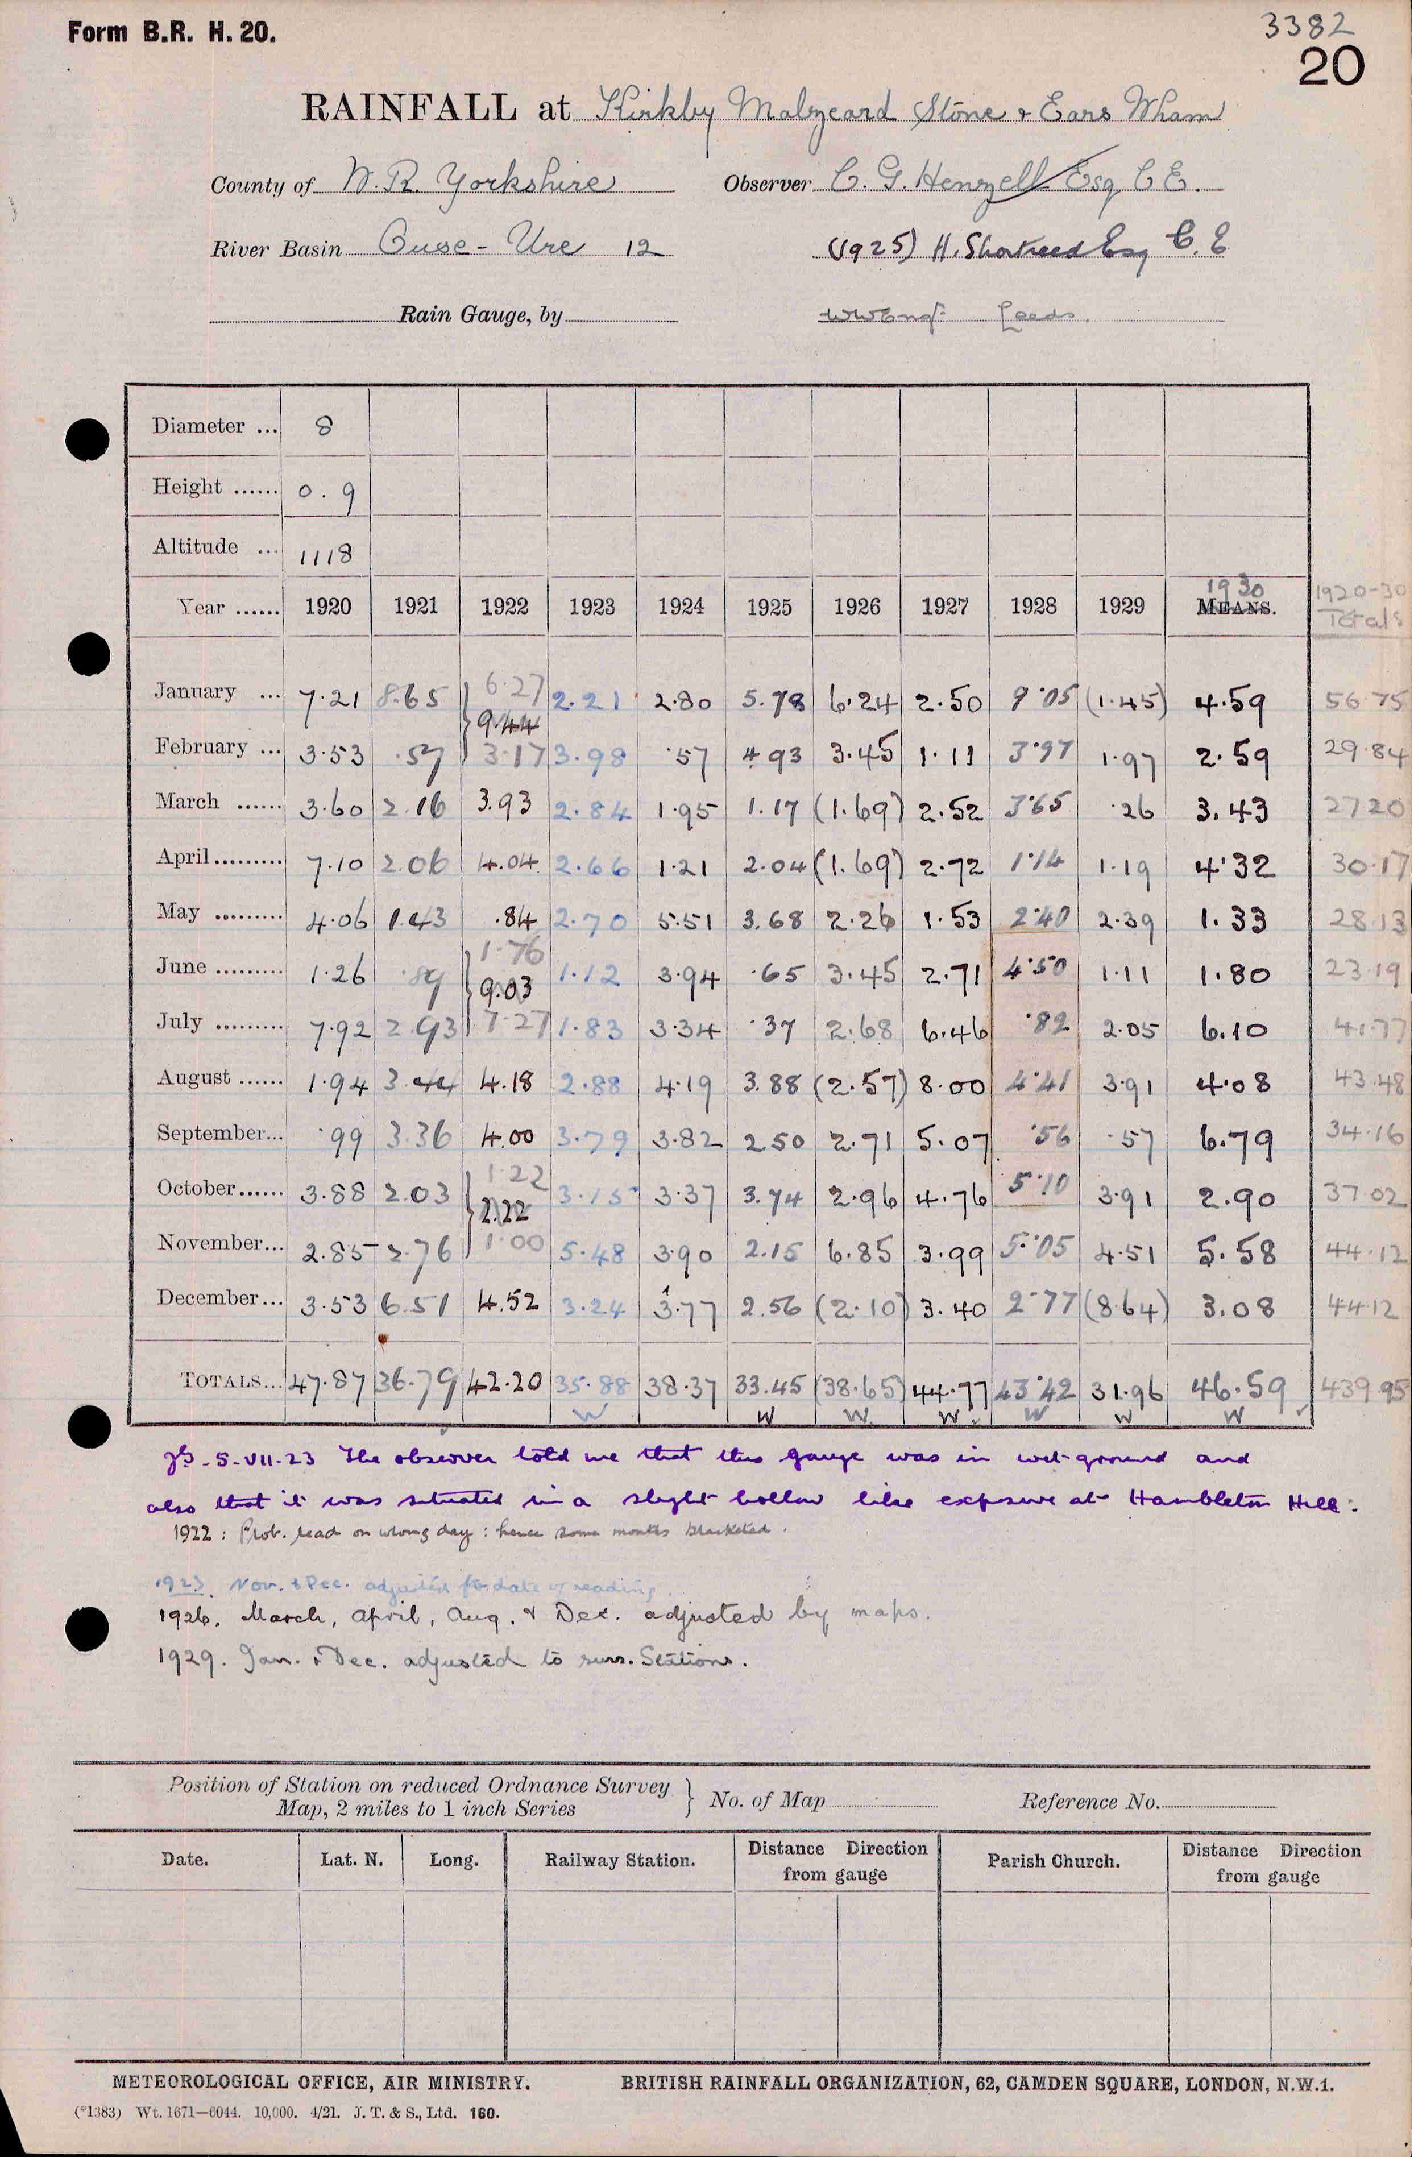 Form B.R. H. 20.
3382
20
RAINFALL at Kirkby Malzeard Stone & Ears Wham
County of W. R. Yorkshire Observer C. G. Henzell Esq C E.
River Basin Ouse - Ure 12 (1925) H. Shortreed Esq C. E
Rain Gauge, by WWEng. Leeds.
Diameter ... 8
Height ...... 0.9
Altitude ... 1118
Year ...... 1920 1921 1922 1923 1924 1925 1926 1927 1928 1929 MEANS. 1930 1920-30 Totals
January ... 7.21 8.65 6.27 2.21 2.80 5.78 6.24 2.50 9.05 (1.45) 4.59 56.75
9.44
February ... 3.53 .57 3.17 3.98 .57 4.93 3.45 1.11 3.97 1.97 2.59 29.84
March ...... 3.60 2.16 3.93 2.84 1.95 1.17 (1.69) 2.52 3.65 .26 3.43 27.20
April ......... 7.10 2.06 4.04 2.66 1.21 2.04 (1.69) 2.72 1.14 1.19 4.32 30.17
May ......... 4.06 1.43 .84 2.70 5.51 3.68 2.26 1.53 2.40 2.39 1.33 28.13
June ......... 1.26 .89 1.76 1.12 3.94 .65 3.45 2.71 4.50 1.11 1.80 23.19
9.03
July ......... 7.92 2.93 7.27 1.83 3.34 .37 2.68 6.46 .82 2.05 6.10 41.77
August ...... 1.94 3.44 4.18 2.88 4.19 3.88 (2.57) 8.00 4.41 3.91 4.08 43.48
September... .99 3.36 4.00 3.79 3.82 2.50 2.71 5.07 .56 .57 6.79 34.16
October...... 3.88 2.03 1.22 3.15 3.37 3.74 2.96 4.76 5.10 3.91 2.90 37.02
2.22
November... 2.85 2.76 1.00 5.48 3.90 2.15 6.85 3.99 5.05 4.51 5.58 44.12
December... 3.53 6.51 4.52 3.24 3.77 2.56 (2.10) 3.40 2.77 (8.64) 3.08 44.12
TOTALS... 47.87 36.79 42.20 35.88 38.37 33.45 (38.65) 44.77 43.42 31.96 46.59 439.95
W W W W W W W
5-VII-23 The observer told me that this gauge was in wet ground and
also that it was situated in a slight hollow like exposure at Hambleton Hill.
1922 : Prob. read on wrong day : hence some months bracketed.
1923. Nov. & Dec. adjusted for date of reading.
1926. March, April, Aug. & Dec. adjusted by maps.
1929. Jan. & Dec. adjusted to surr. Stations.
Position of Station on reduced Ordnance Survey
Map, 2 miles to 1 inch Series } No. of Map Reference No.
Date. Lat. N. Long. Railway Station. Distance Direction from gauge Parish Church. Distance Direction from gauge
METEOROLOGICAL OFFICE, AIR MINISTRY. BRITISH RAINFALL ORGANIZATION, 62, CAMDEN SQUARE, LONDON, N.W.1.
(*1383) Wt. 1671—6044. 10,000. 4/21. J. T. & S., Ltd. 160.